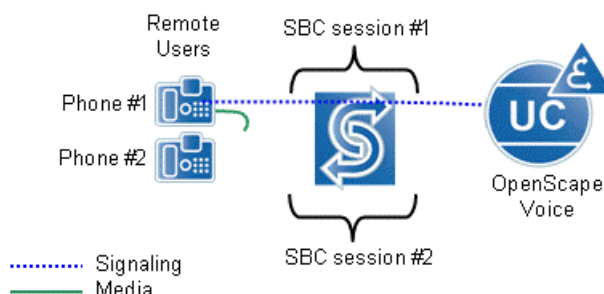 Remote
Users
SBC session #1
Phone #1
Phone #2
UC
OpenScape
Voice
SBC session #2
Signaling
Media